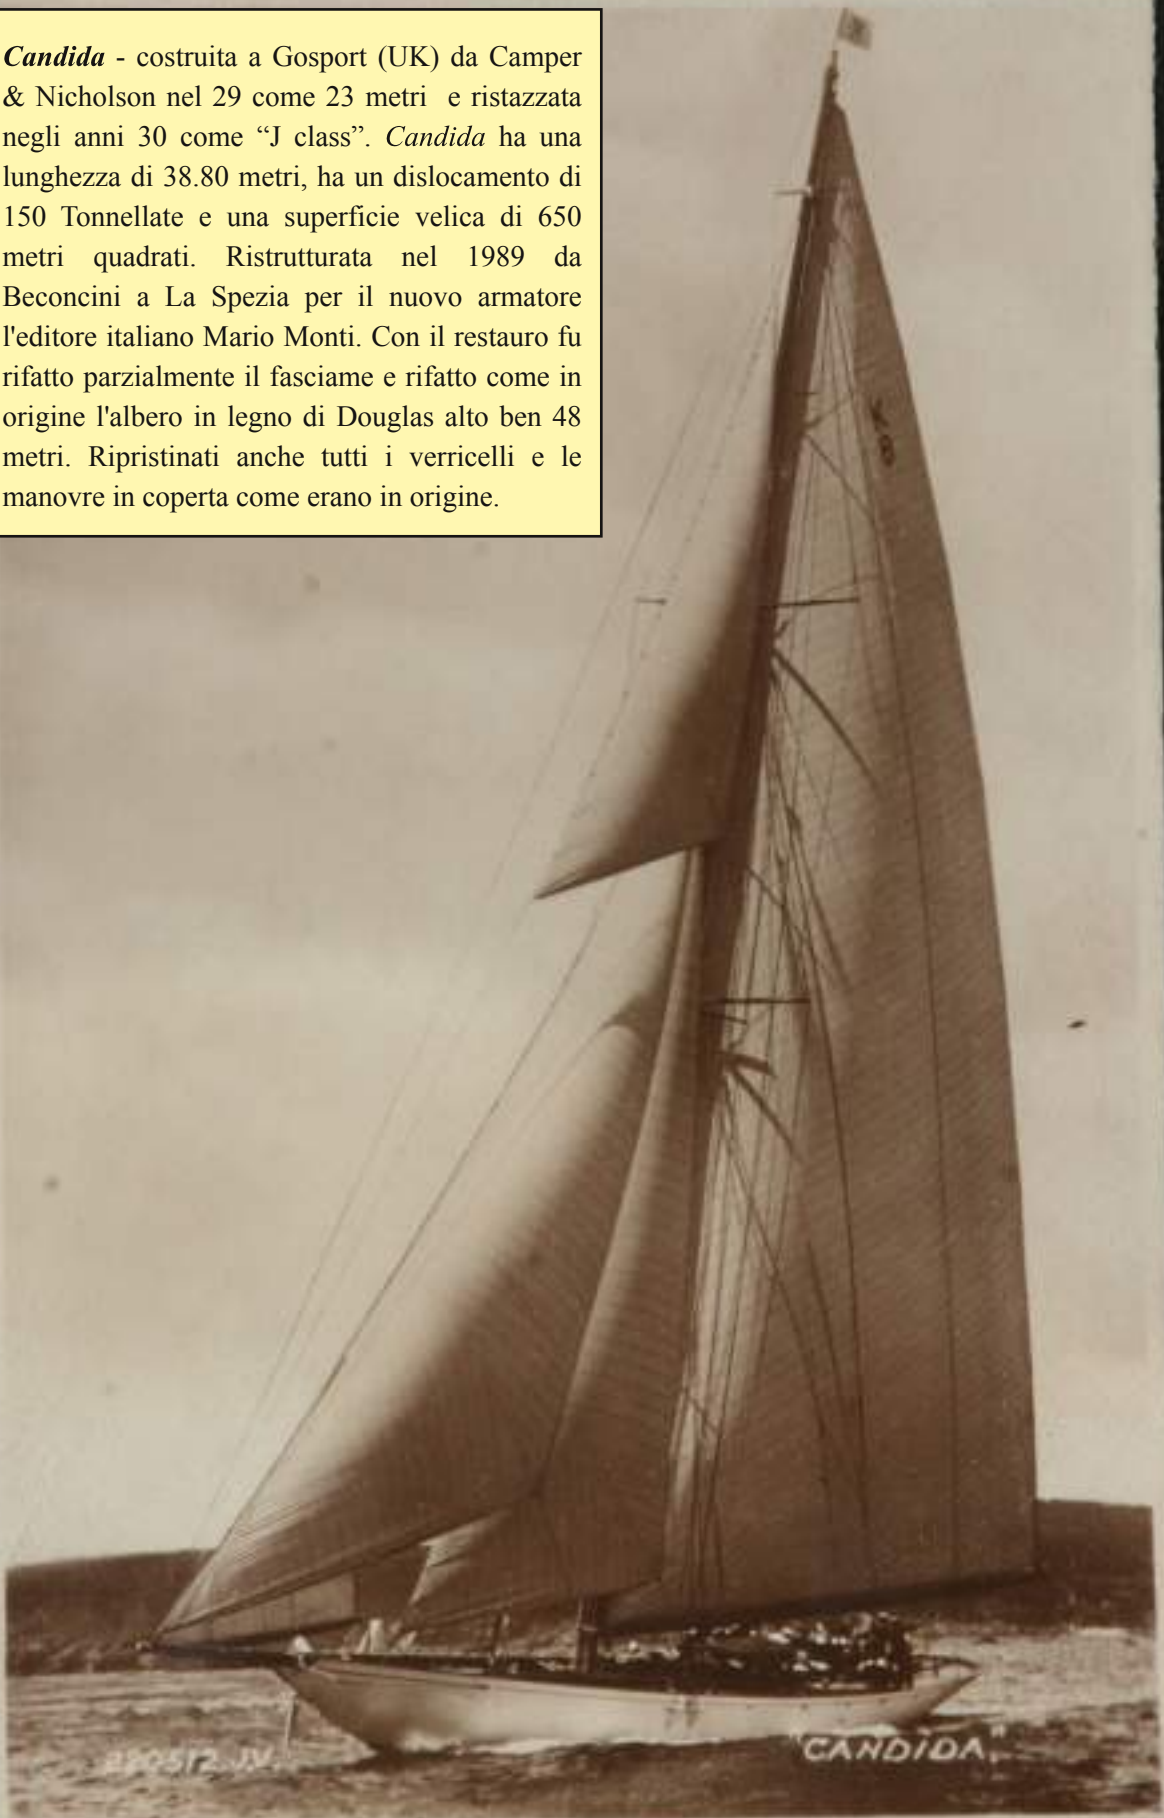 Candida - costruita a Gosport (UK) da Camper
& Nicholson nel 29 come 23 metri e ristazzata
negli anni 30 come “J class”. Candida ha una
lunghezza di 38.80 metri, ha un dislocamento di
150 Tonnellate e una superficie velica di 650
metri quadrati. Ristrutturata nel 1989 da
Beconcini a La Spezia per il nuovo armatore
l'editore italiano Mario Monti. Con il restauro fu
rifatto parzialmente il fasciame e rifatto come in
origine l'albero in legno di Douglas alto ben 48
metri. Ripristinati anche tutti i verricelli e le
manovre in coperta come erano in origine.
"CANDIDA."